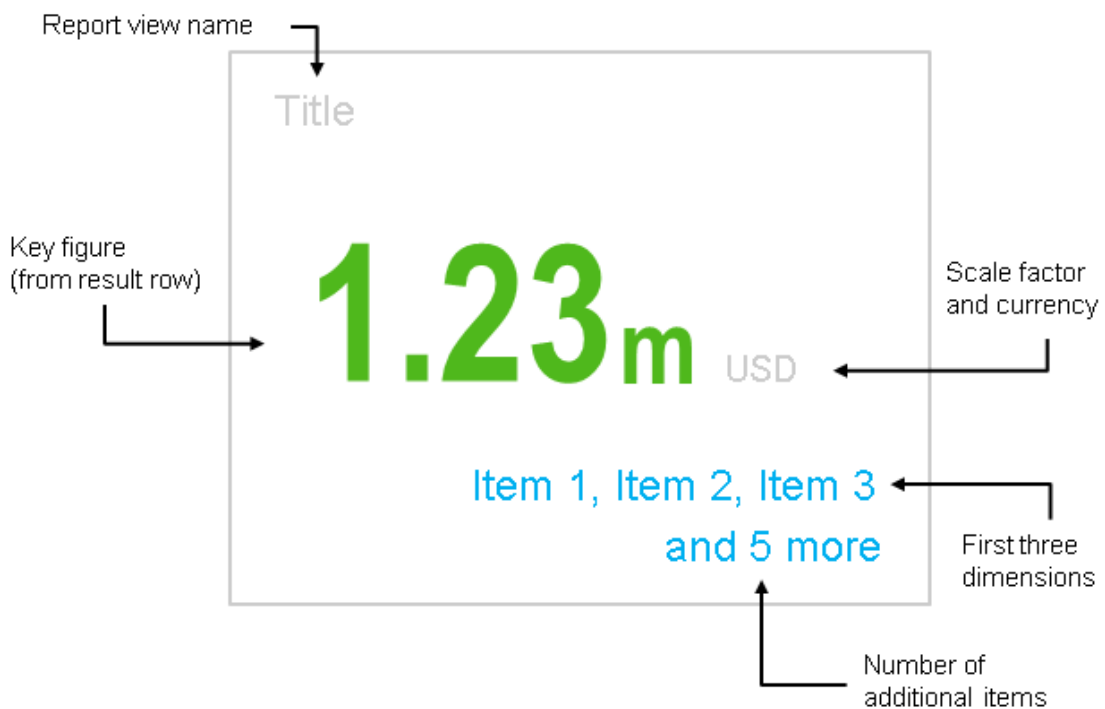 Report view name
Title
Key figure
(from result row)
1.23m USD
Scale factor
and currency
Item 1, Item 2, Item 3
and 5 more
First three
dimensions
Number of
additional items